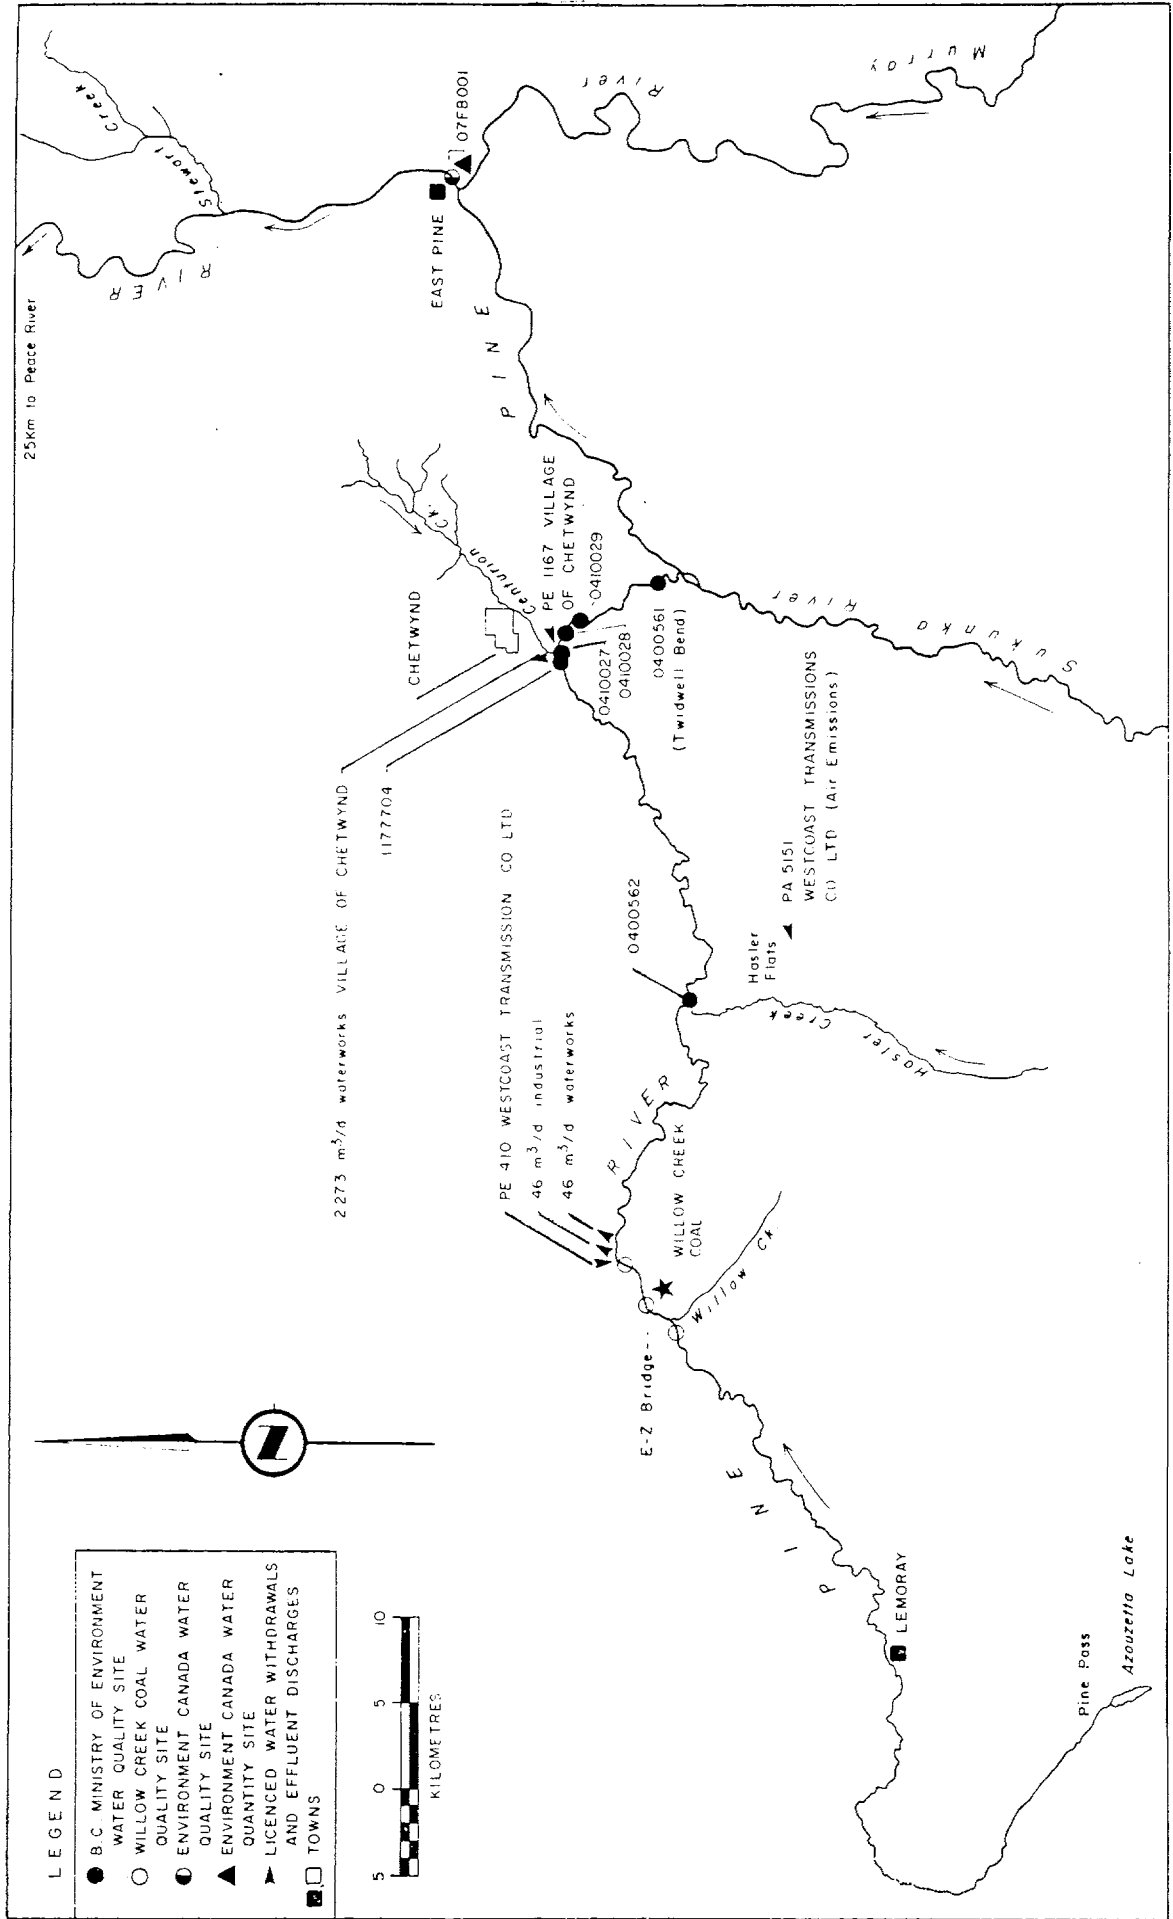 LEGEND
B.C. MINISTRY OF ENVIRONMENT
WATER QUALITY SITE
WILLOW CREEK COAL WATER
QUALITY SITE
ENVIRONMENT CANADA WATER
QUALITY SITE
ENVIRONMENT CANADA WATER
QUANTITY SITE
LICENCED WATER WITHDRAWALS
AND EFFLUENT DISCHARGES
TOWNS
5 0 5 10
KILOMETRES
N
25Km to Peace River
RIVER
Stewart Creek
EAST PINE
07FB001
Murray River
PINE
CHETWYND
Centurion Ck.
PE 1167 VILLAGE
OF CHETWYND
2273 m³/d waterworks VILLAGE OF CHETWYND
1177704
0410027
0410028
0410029
0400561
(Twidwell Bend)
Sukunka River
PE 410 WESTCOAST TRANSMISSION CO LTD
46 m³/d industrial
46 m³/d waterworks
0400562
Hasler
Flats
PA 5151
WESTCOAST TRANSMISSIONS
CO LTD (Air Emissions)
Hasler Creek
RIVER
WILLOW CREEK
COAL
Willow Ck.
E-Z Bridge
PINE
LEMORAY
Pine Pass
Azouzetta Lake